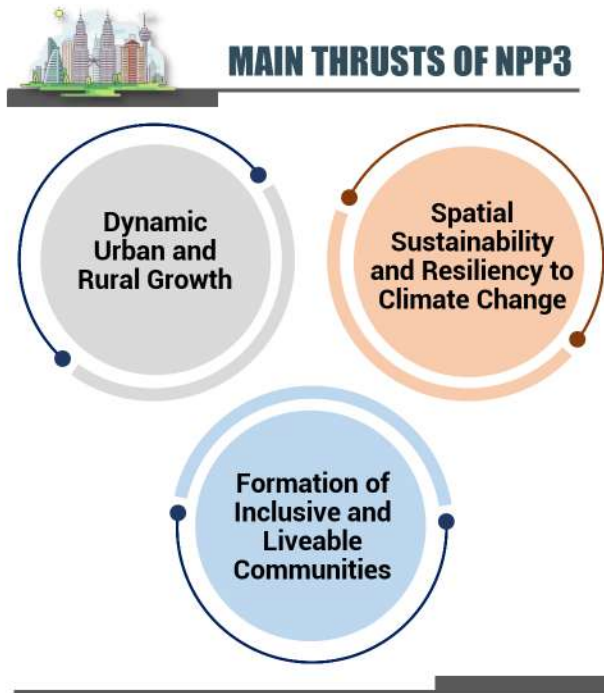 MAIN THRUSTS OF NPP3
Dynamic
Urban and
Rural Growth
Spatial
Sustainability
and Resiliency to
Climate Change
Formation of
Inclusive and
Liveable
Communities